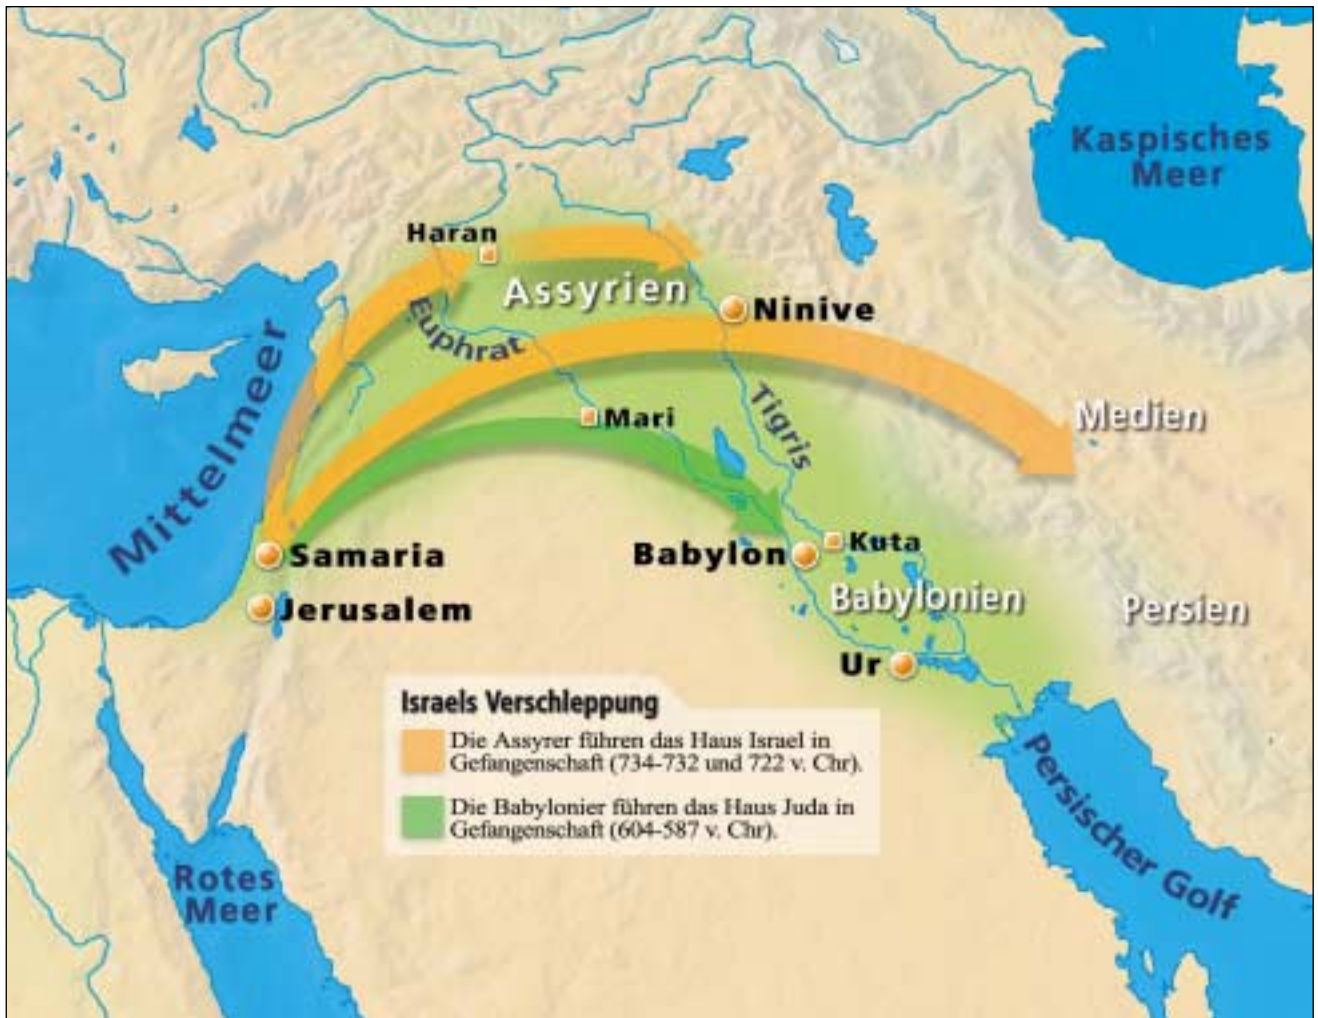 Kaspisches
Meer
Haran
Assyrien
Ninive
Euphrat
Mittelmeer
Mari
Tigris
Medien
Samaria
Babylon
Kuta
Jerusalem
Babylonien
Persien
Ur
Israels Verschleppung
Die Assyrer führen das Haus Israel in
Gefangenschaft (734-732 und 722 v. Chr).
Die Babylonier führen das Haus Juda in
Gefangenschaft (604-587 v. Chr).
Persischer Golf
Rotes
Meer